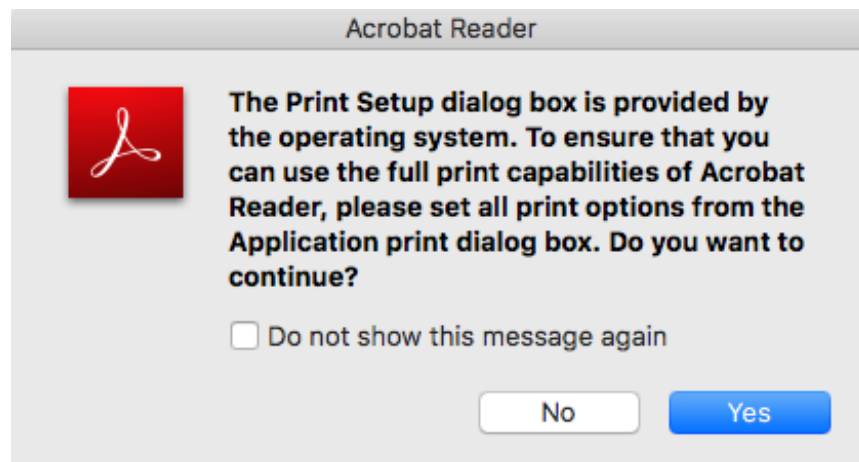 Acrobat Reader
The Print Setup dialog box is provided by
the operating system. To ensure that you
can use the full print capabilities of Acrobat
Reader, please set all print options from the
Application print dialog box. Do you want to
continue?
Do not show this message again
No
Yes